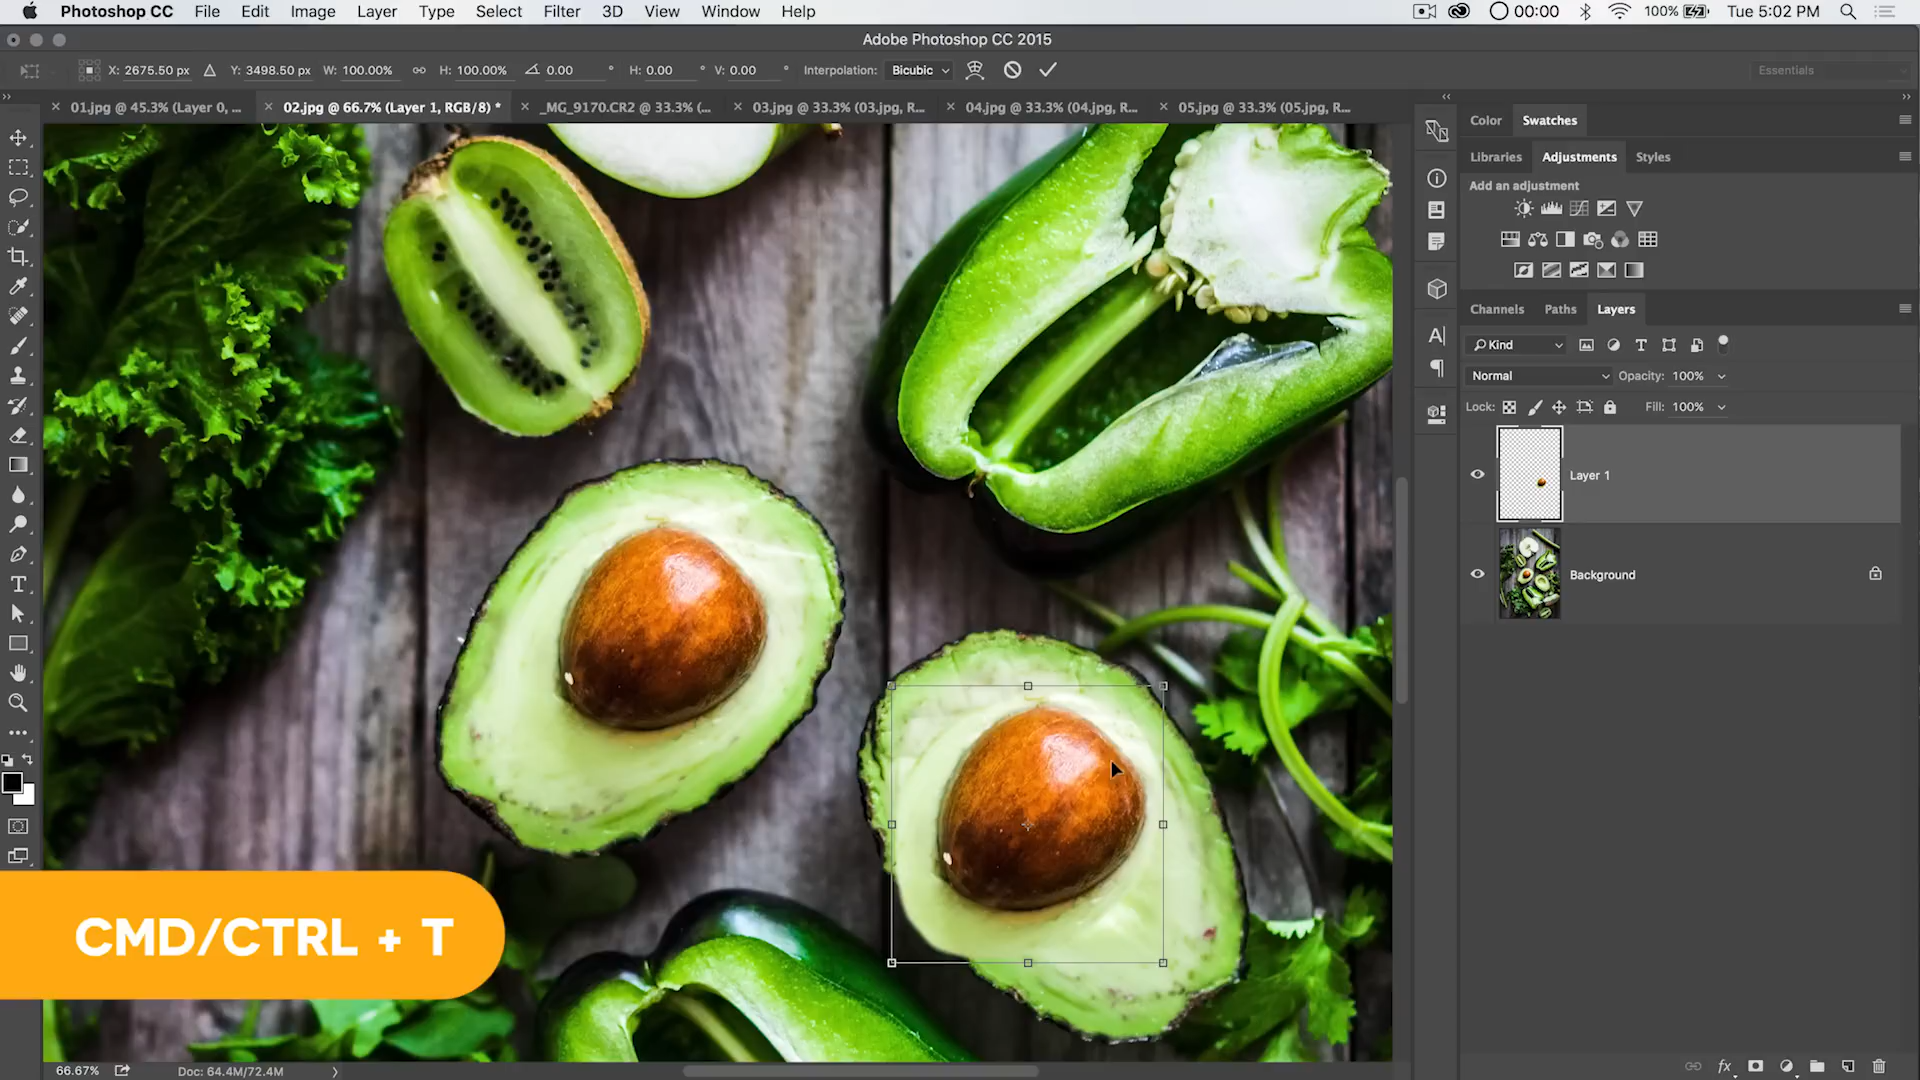 Photoshop CC File Edit Image Layer Type Select Filter 3D View Window Help 00:00 100% Tue 5:02 PM
Adobe Photoshop CC 2015
X: 2675.50 px Y: 3498.50 px W: 100.00% H: 100.00% 0.00 ° H: 0.00 ° V: 0.00 ° Interpolation: Bicubic Essentials
01.jpg @ 45.3% (Layer 0, ... 02.jpg @ 66.7% (Layer 1, RGB/8) * _MG_9170.CR2 @ 33.3% (... 03.jpg @ 33.3% (03.jpg, R... 04.jpg @ 33.3% (04.jpg, R... 05.jpg @ 33.3% (05.jpg, R...
Color Swatches
Libraries Adjustments Styles
Add an adjustment
Channels Paths Layers
Kind
Normal Opacity: 100%
Lock: Fill: 100%
Layer 1
Background
CMD/CTRL + T
66.67% Doc: 64.4M/72.4M
fx